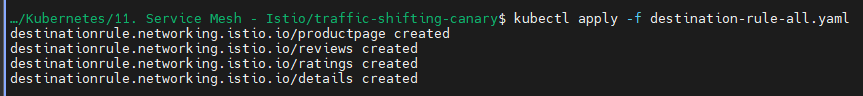 …/Kubernetes/11. Service Mesh - Istio/traffic-shifting-canary$ kubectl apply -f destination-rule-all.yaml
destinationrule.networking.istio.io/productpage created
destinationrule.networking.istio.io/reviews created
destinationrule.networking.istio.io/ratings created
destinationrule.networking.istio.io/details created